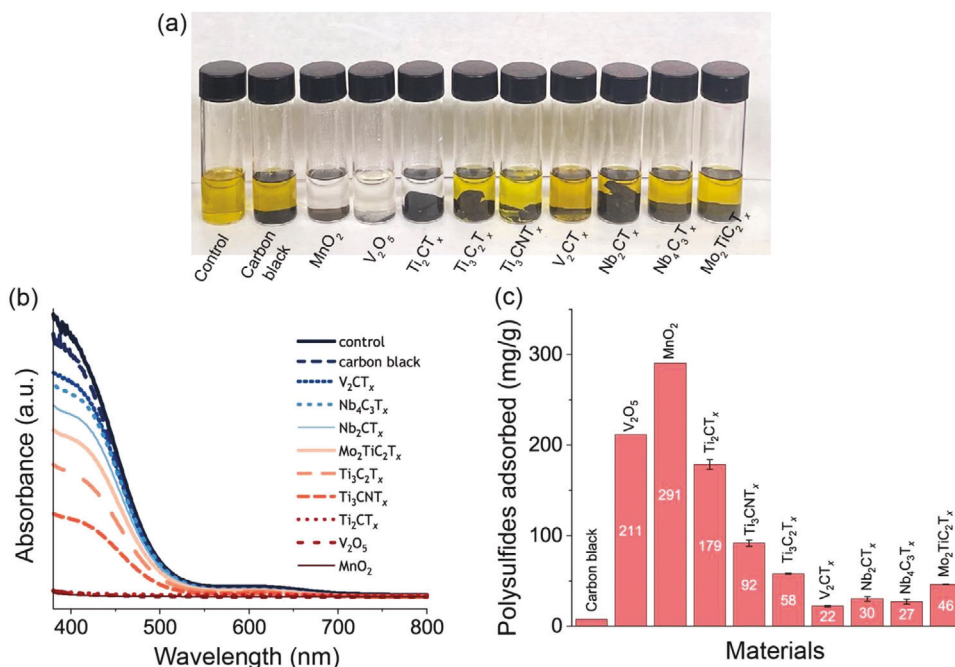 (a)
Control
Carbon
black
MnO₂
V₂O₅
Ti₂CTₓ
Ti₃C₂Tₓ
Ti₃CNTₓ
V₂CTₓ
Nb₂CTₓ
Nb₄C₃Tₓ
Mo₂TiC₂Tₓ
(b)
Absorbance (a.u.)
control
carbon black
V₂CTₓ
Nb₄C₃Tₓ
Nb₂CTₓ
Mo₂TiC₂Tₓ
Ti₃C₂Tₓ
Ti₃CNTₓ
Ti₂CTₓ
V₂O₅
MnO₂
400 500 600 700 800
Wavelength (nm)
(c)
Polysulfides adsorbed (mg/g)
300
200
100
0
Carbon black
V₂O₅
211
MnO₂
291
Ti₂CTₓ
179
Ti₃CNTₓ
92
Ti₃C₂Tₓ
58
V₂CTₓ
22
Nb₂CTₓ
30
Nb₄C₃Tₓ
27
Mo₂TiC₂Tₓ
46
Materials